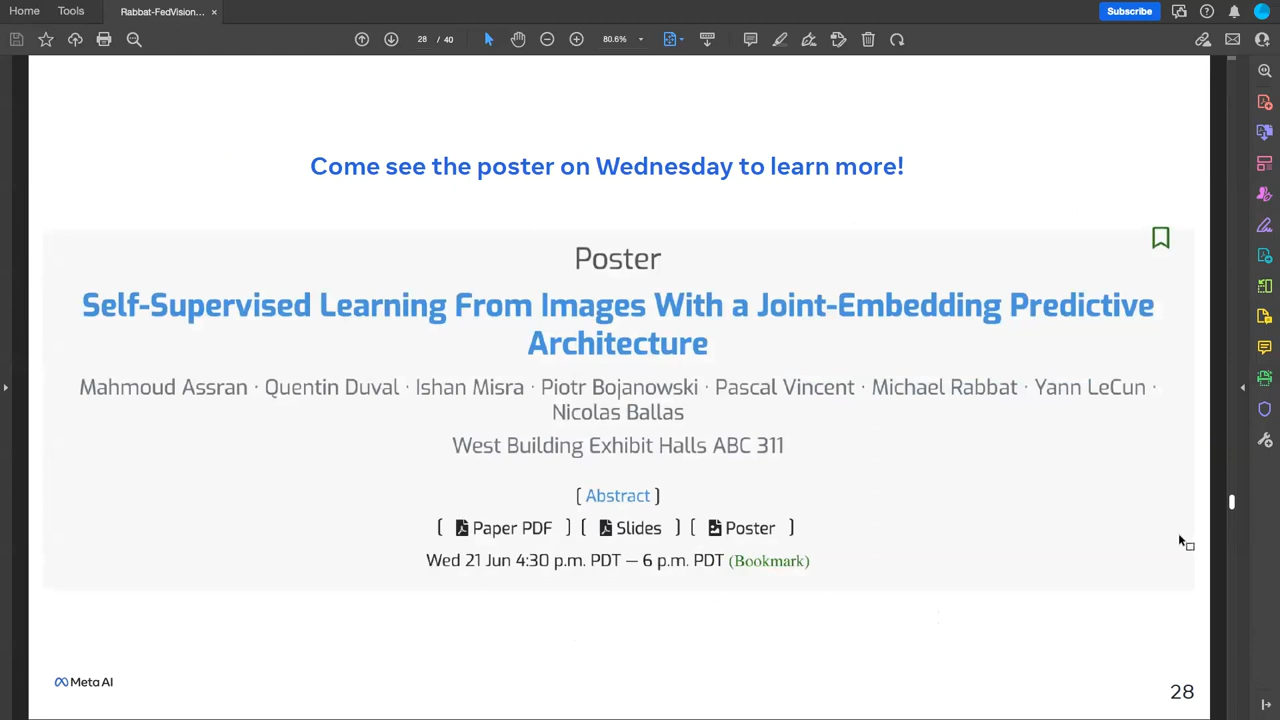 Home
Tools
Rabbat-FedVision... ×
Subscribe
28 / 40
80.6%
Come see the poster on Wednesday to learn more!
Poster
Self-Supervised Learning From Images With a Joint-Embedding Predictive
Architecture
Mahmoud Assran · Quentin Duval · Ishan Misra · Piotr Bojanowski · Pascal Vincent · Michael Rabbat · Yann LeCun ·
Nicolas Ballas
West Building Exhibit Halls ABC 311
[ Abstract ]
[ Paper PDF ] [ Slides ] [ Poster ]
Wed 21 Jun 4:30 p.m. PDT — 6 p.m. PDT (Bookmark)
Meta AI
28